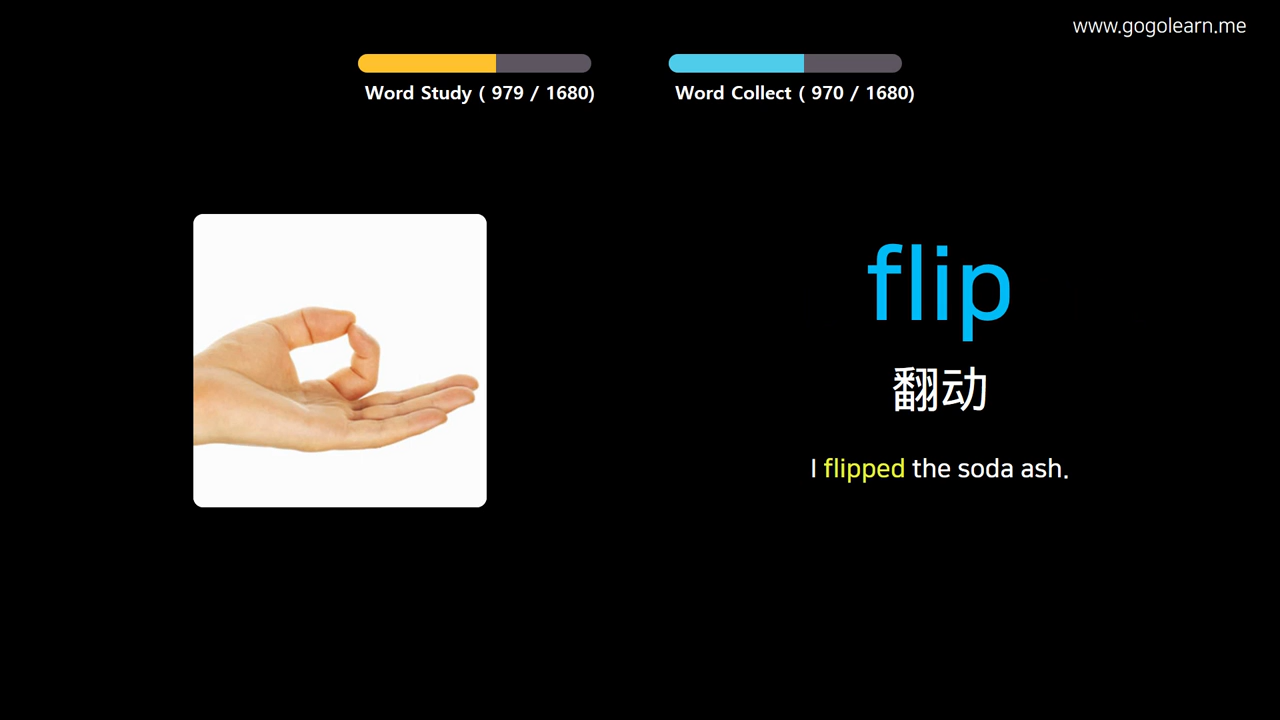 www.gogolearn.me
Word Study ( 979 / 1680)
Word Collect ( 970 / 1680)
flip
翻动
I flipped the soda ash.